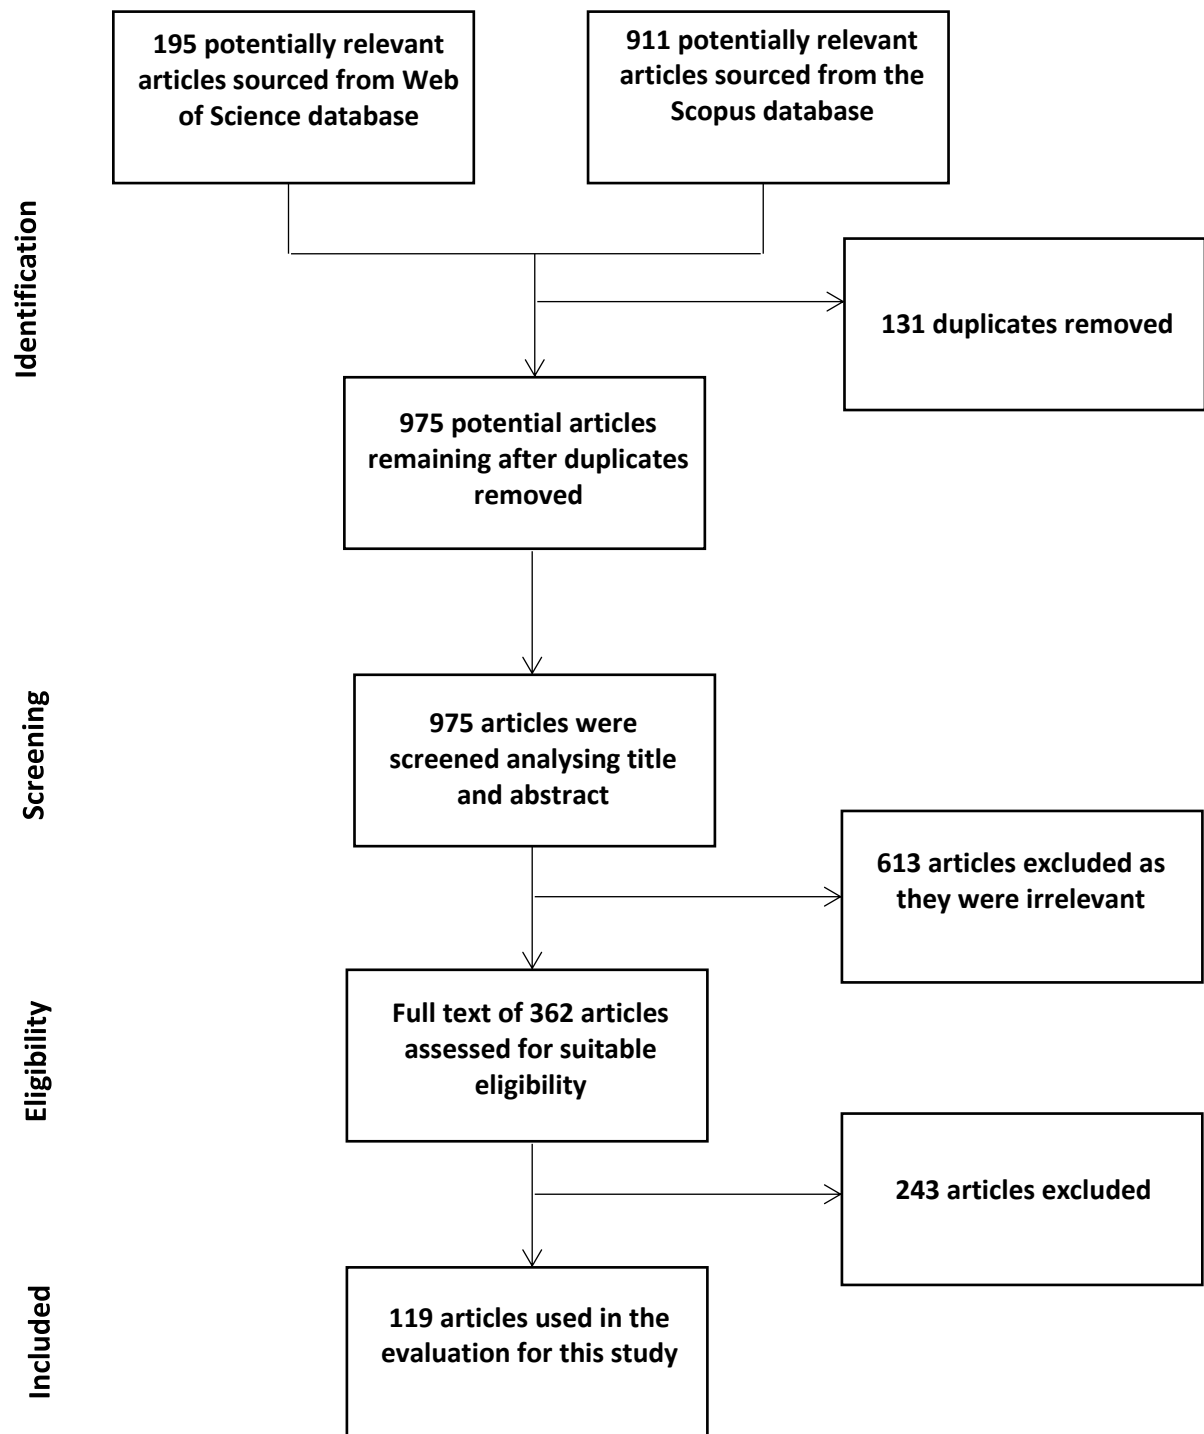 195 potentially relevant
articles sourced from Web
of Science database
911 potentially relevant
articles sourced from the
Scopus database
Identification
131 duplicates removed
975 potential articles
remaining after duplicates
removed
Screening
975 articles were
screened analysing title
and abstract
613 articles excluded as
they were irrelevant
Eligibility
Full text of 362 articles
assessed for suitable
eligibility
243 articles excluded
Included
119 articles used in the
evaluation for this study